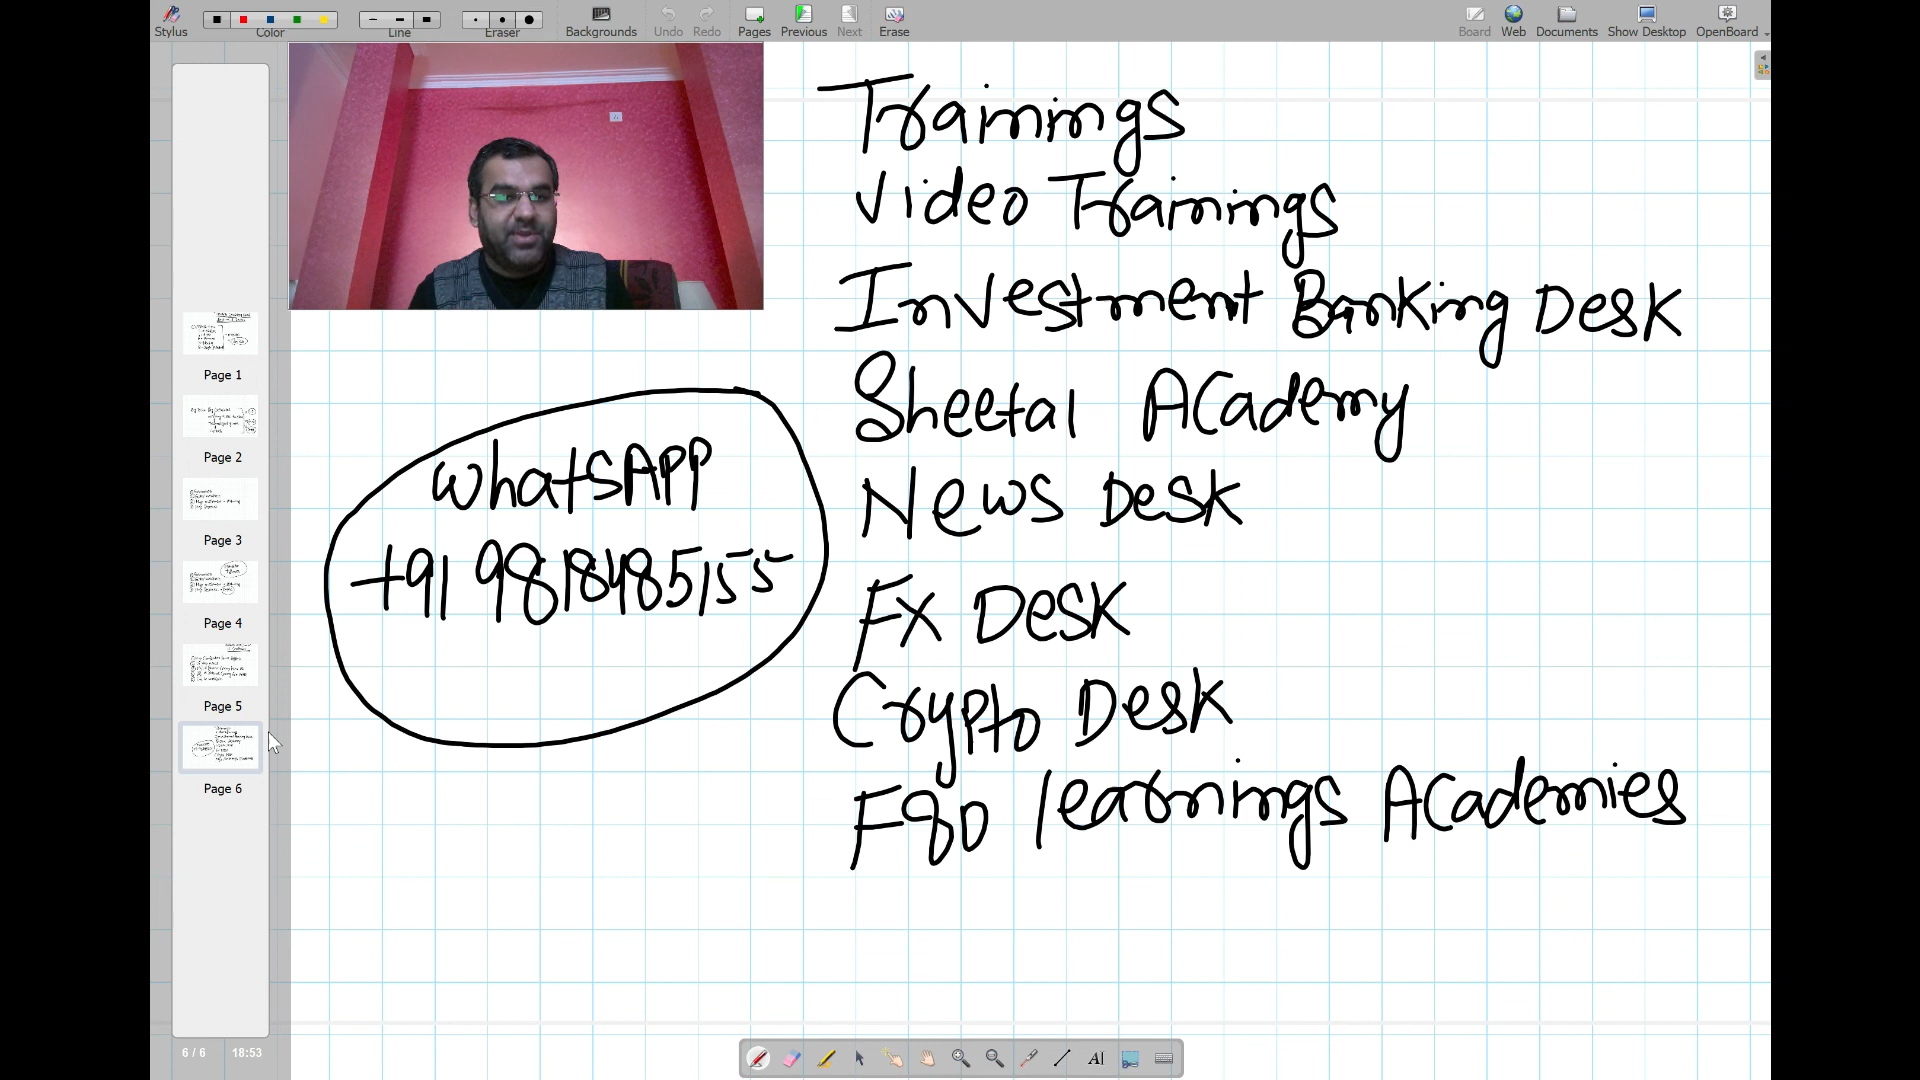 Stylus
Color
Line
Eraser
Backgrounds
Undo
Redo
Pages
Previous
Next
Erase
Board
Web
Documents
Show Desktop
OpenBoard
Trainings
Video Trainings
Investment Banking Desk
Sheetal Academy
News Desk
FX Desk
Crypto Desk
F&O learnings Academies
WhatsAPP
+91 9818485155
Page 1
Page 2
Page 3
Page 4
Page 5
Page 6
6 / 6
18:53